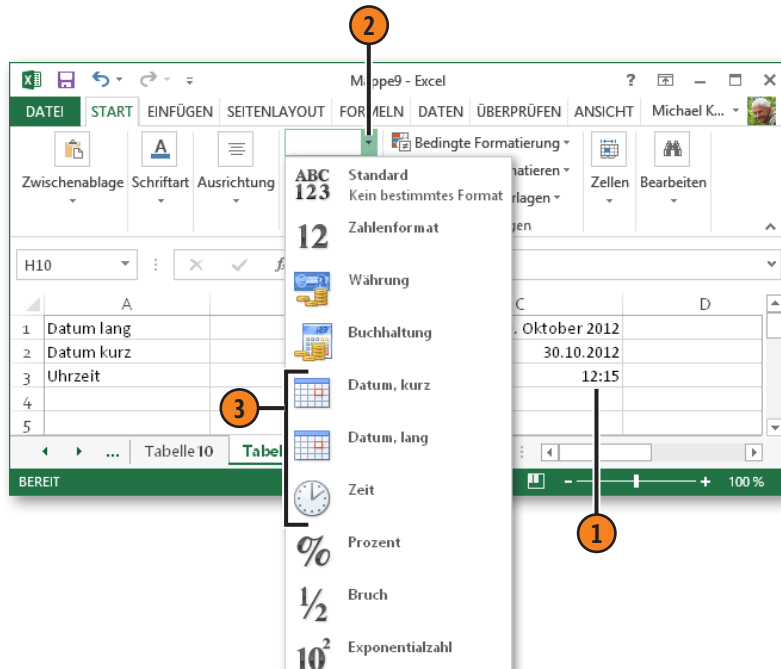 2
Mappe9 - Excel
DATEI START EINFÜGEN SEITENLAYOUT FORMELN DATEN ÜBERPRÜFEN ANSICHT Michael K...
Bedingte Formatierung
Zwischenablage Schriftart Ausrichtung
Zellen Bearbeiten
ABC 123 Standard
Kein bestimmtes Format
12 Zahlenformat
Währung
Buchhaltung
Datum, kurz
Datum, lang
Zeit
% Prozent
1/2 Bruch
10² Exponentialzahl
H10
A C D
1 Datum lang . Oktober 2012
2 Datum kurz 30.10.2012
3 Uhrzeit 12:15
4
5
3
... Tabelle 10
BEREIT 100 %
1